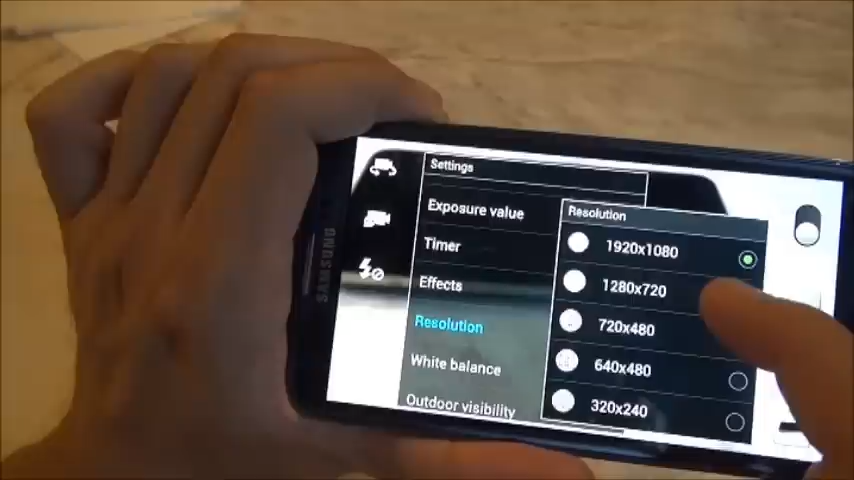 SAMSUNG
Settings
Exposure value
Timer
Effects
Resolution
White balance
Outdoor visibility
Resolution
1920x1080
1280x720
720x480
640x480
320x240